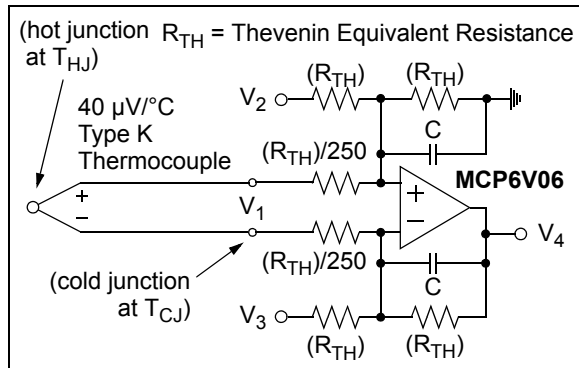 (hot junction
at T_HJ)
R_TH = Thevenin Equivalent Resistance
(R_TH)
(R_TH)
V_2
40 µV/°C
Type K
Thermocouple
C
(R_TH)/250
MCP6V06
+
+
−
−
V_1
V_4
(R_TH)/250
C
(cold junction
at T_CJ)
V_3
(R_TH)
(R_TH)